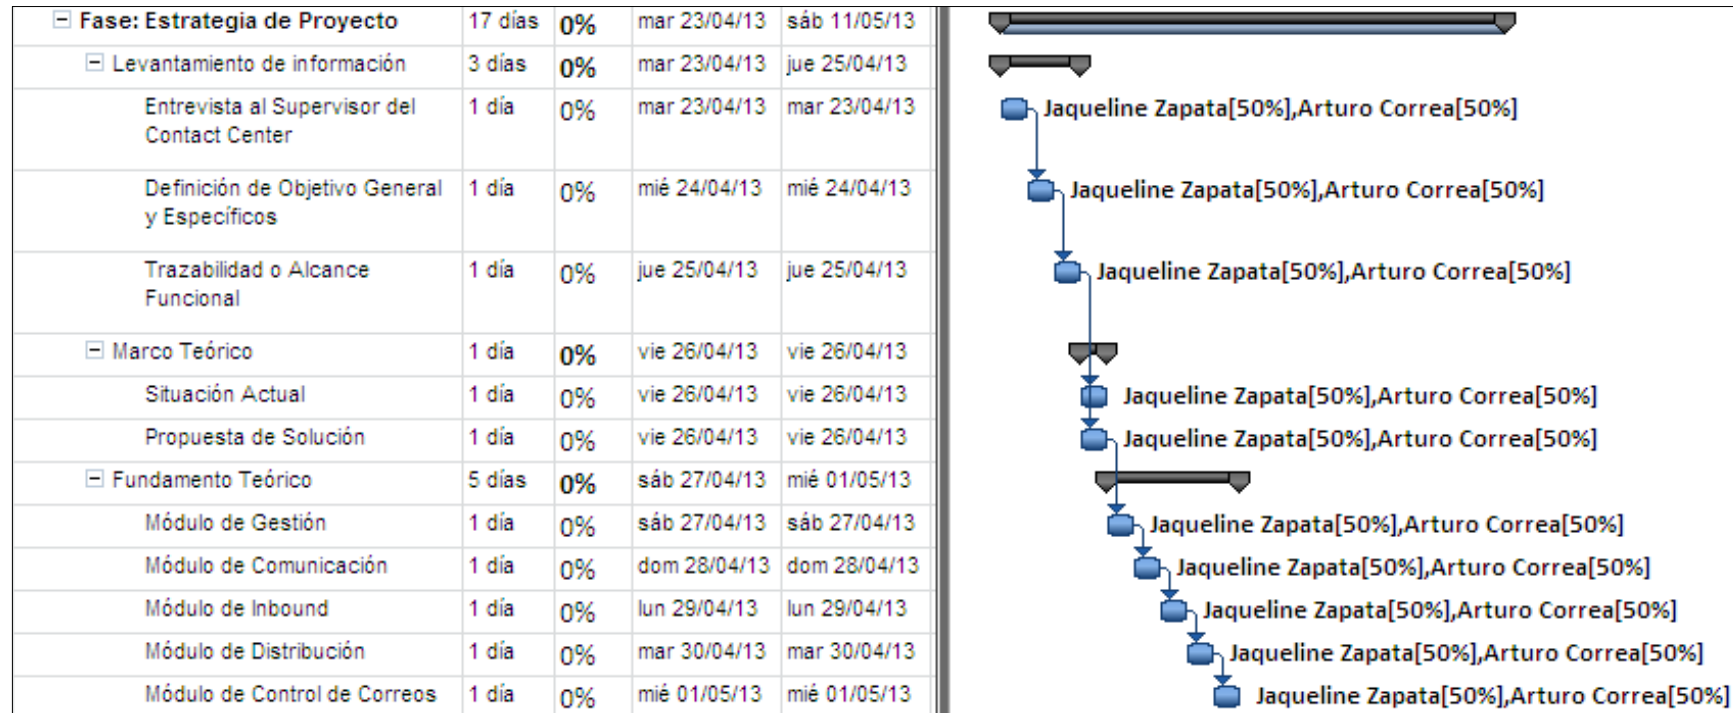 Fase: Estrategia de Proyecto 17 días 0% mar 23/04/13 sáb 11/05/13
Levantamiento de información 3 días 0% mar 23/04/13 jue 25/04/13
Entrevista al Supervisor del 1 día 0% mar 23/04/13 mar 23/04/13 Jaqueline Zapata[50%],Arturo Correa[50%]
Contact Center
Definición de Objetivo General 1 día 0% mié 24/04/13 mié 24/04/13 Jaqueline Zapata[50%],Arturo Correa[50%]
y Específicos
Trazabilidad o Alcance 1 día 0% jue 25/04/13 jue 25/04/13 Jaqueline Zapata[50%],Arturo Correa[50%]
Funcional
Marco Teórico 1 día 0% vie 26/04/13 vie 26/04/13
Situación Actual 1 día 0% vie 26/04/13 vie 26/04/13 Jaqueline Zapata[50%],Arturo Correa[50%]
Propuesta de Solución 1 día 0% vie 26/04/13 vie 26/04/13 Jaqueline Zapata[50%],Arturo Correa[50%]
Fundamento Teórico 5 días 0% sáb 27/04/13 mié 01/05/13
Módulo de Gestión 1 día 0% sáb 27/04/13 sáb 27/04/13 Jaqueline Zapata[50%],Arturo Correa[50%]
Módulo de Comunicación 1 día 0% dom 28/04/13 dom 28/04/13 Jaqueline Zapata[50%],Arturo Correa[50%]
Módulo de Inbound 1 día 0% lun 29/04/13 lun 29/04/13 Jaqueline Zapata[50%],Arturo Correa[50%]
Módulo de Distribución 1 día 0% mar 30/04/13 mar 30/04/13 Jaqueline Zapata[50%],Arturo Correa[50%]
Módulo de Control de Correos 1 día 0% mié 01/05/13 mié 01/05/13 Jaqueline Zapata[50%],Arturo Correa[50%]